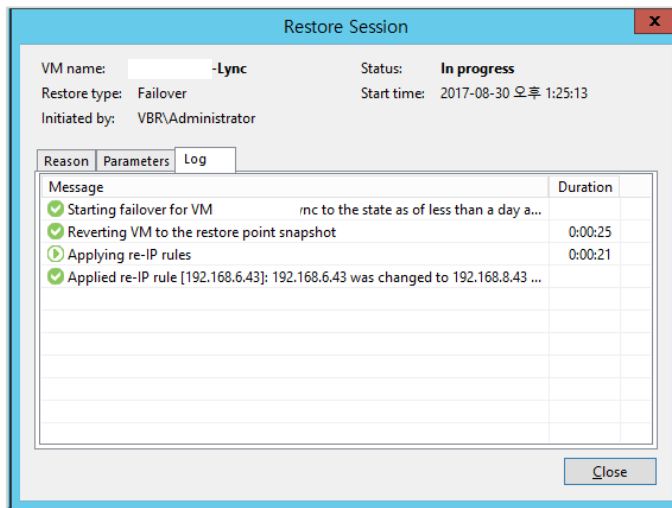 Restore Session
x
VM name: -Lync Status: In progress
Restore type: Failover Start time: 2017-08-30 오후 1:25:13
Initiated by: VBR\Administrator
Reason Parameters Log
Message Duration
Starting failover for VM nc to the state as of less than a day a...
Reverting VM to the restore point snapshot 0:00:25
Applying re-IP rules 0:00:21
Applied re-IP rule [192.168.6.43]: 192.168.6.43 was changed to 192.168.8.43 ...
Close